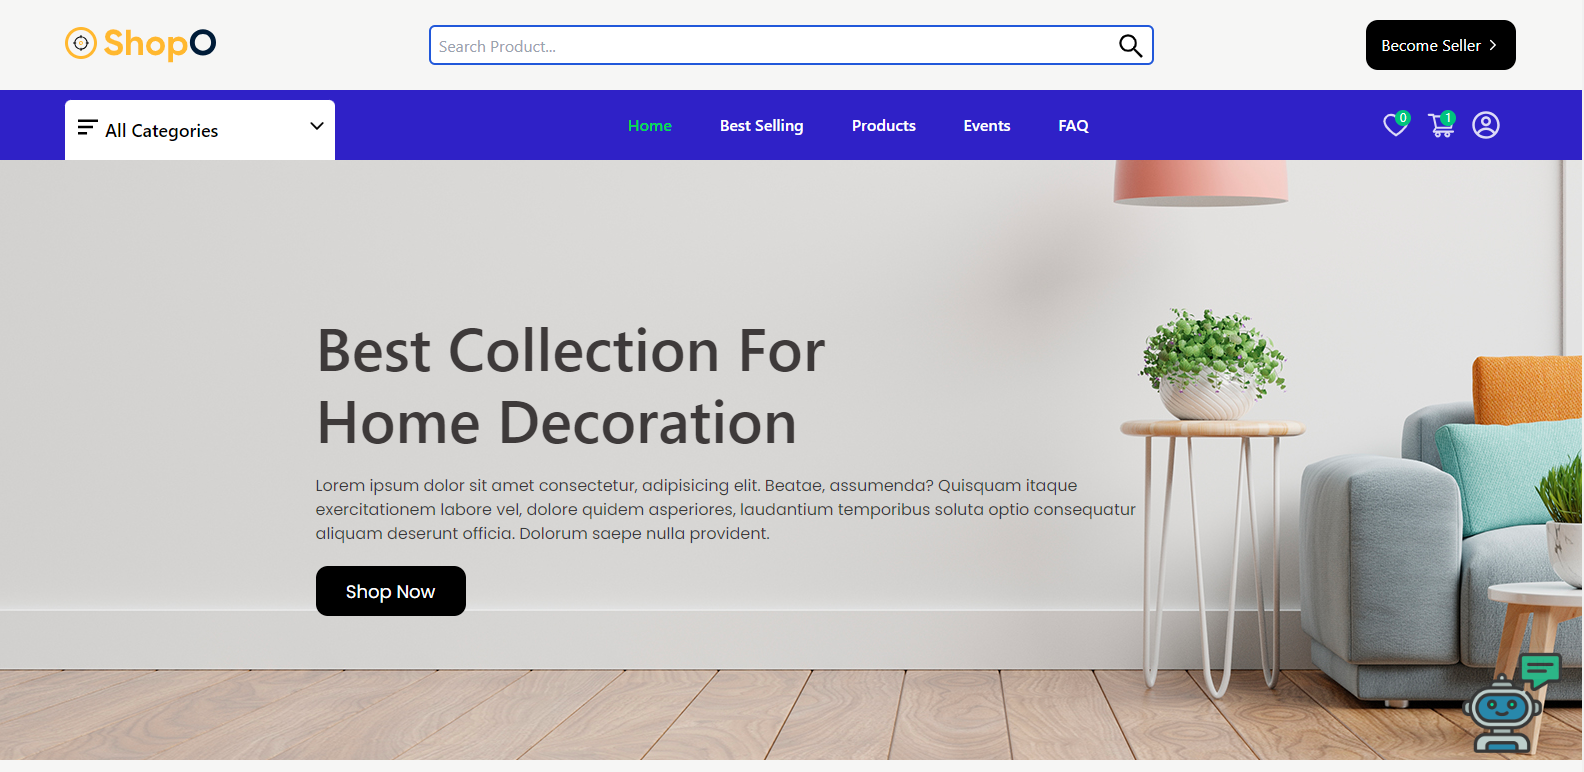 ShopO
Search Product...
Become Seller
All Categories
Home
Best Selling
Products
Events
FAQ
0
1
Best Collection For
Home Decoration
Lorem ipsum dolor sit amet consectetur, adipisicing elit. Beatae, assumenda? Quisquam itaque
exercitationem labore vel, dolore quidem asperiores, laudantium temporibus soluta optio consequatur
aliquam deserunt officia. Dolorum saepe nulla provident.
Shop Now